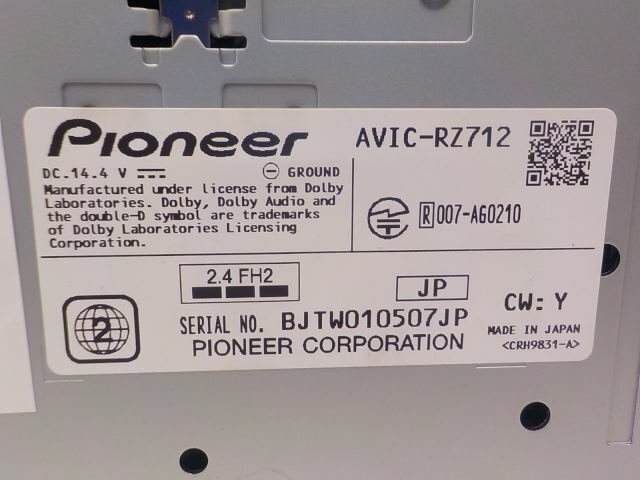 Pioneer
AVIC-RZ712
DC.14.4 V
GROUND
Manufactured under license from Dolby
Laboratories. Dolby, Dolby Audio and
the double-D symbol are trademarks
of Dolby Laboratories Licensing
Corporation.
R 007-AG0210
2.4 FH2
JP
CW: Y
2
SERIAL NO. BJTW010507JP
MADE IN JAPAN
PIONEER CORPORATION
<CRH9831-A>